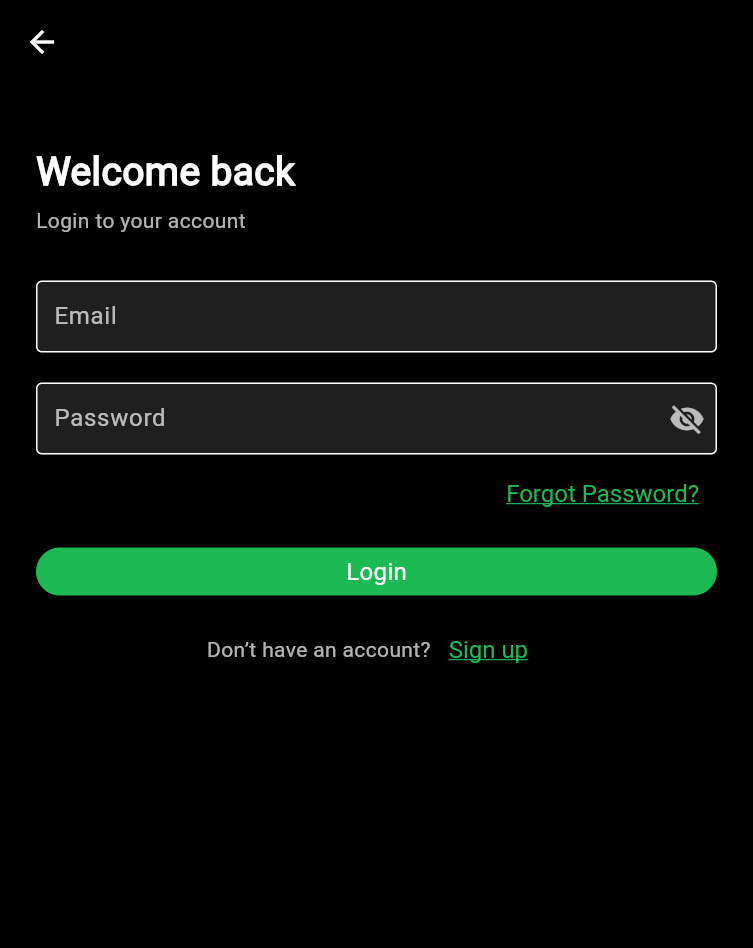 Welcome back
Login to your account
Email
Password
Forgot Password?
Login
Don’t have an account? Sign up